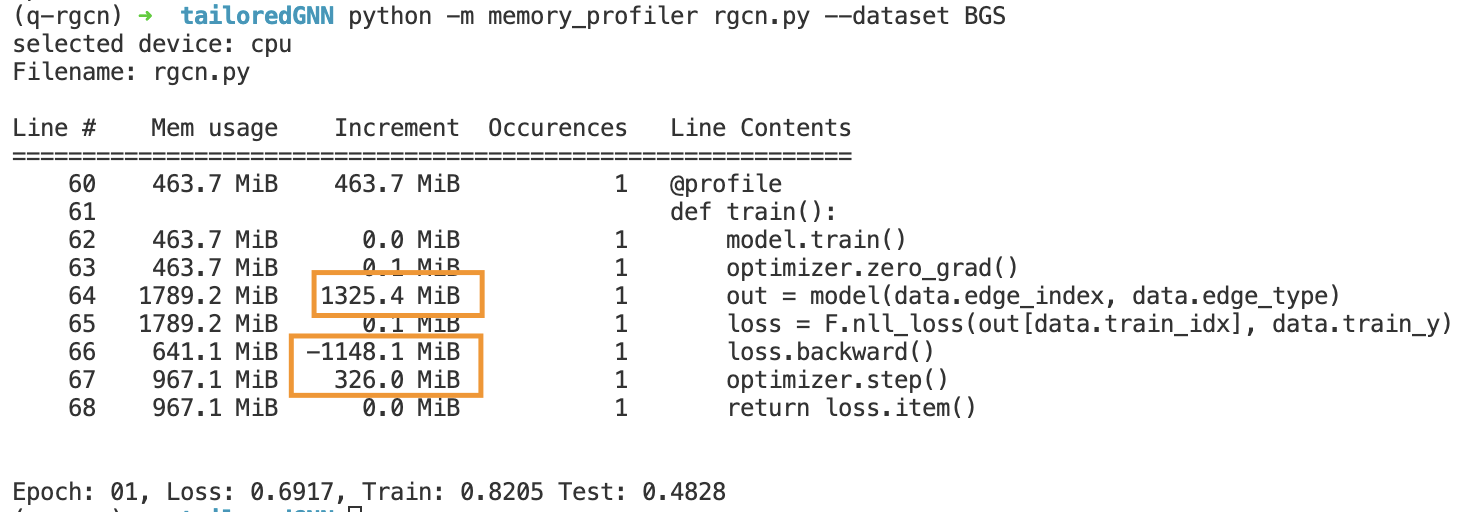 (q-rgcn) → tailoredGNN python -m memory_profiler rgcn.py --dataset BGS
selected device: cpu
Filename: rgcn.py
Line #    Mem usage    Increment  Occurences   Line Contents
============================================================
    60    463.7 MiB    463.7 MiB           1   @profile
    61                                         def train():
    62    463.7 MiB      0.0 MiB           1       model.train()
    63    463.7 MiB      0.1 MiB           1       optimizer.zero_grad()
    64   1789.2 MiB   1325.4 MiB           1       out = model(data.edge_index, data.edge_type)
    65   1789.2 MiB      0.1 MiB           1       loss = F.nll_loss(out[data.train_idx], data.train_y)
    66    641.1 MiB  -1148.1 MiB           1       loss.backward()
    67    967.1 MiB    326.0 MiB           1       optimizer.step()
    68    967.1 MiB      0.0 MiB           1       return loss.item()
Epoch: 01, Loss: 0.6917, Train: 0.8205 Test: 0.4828